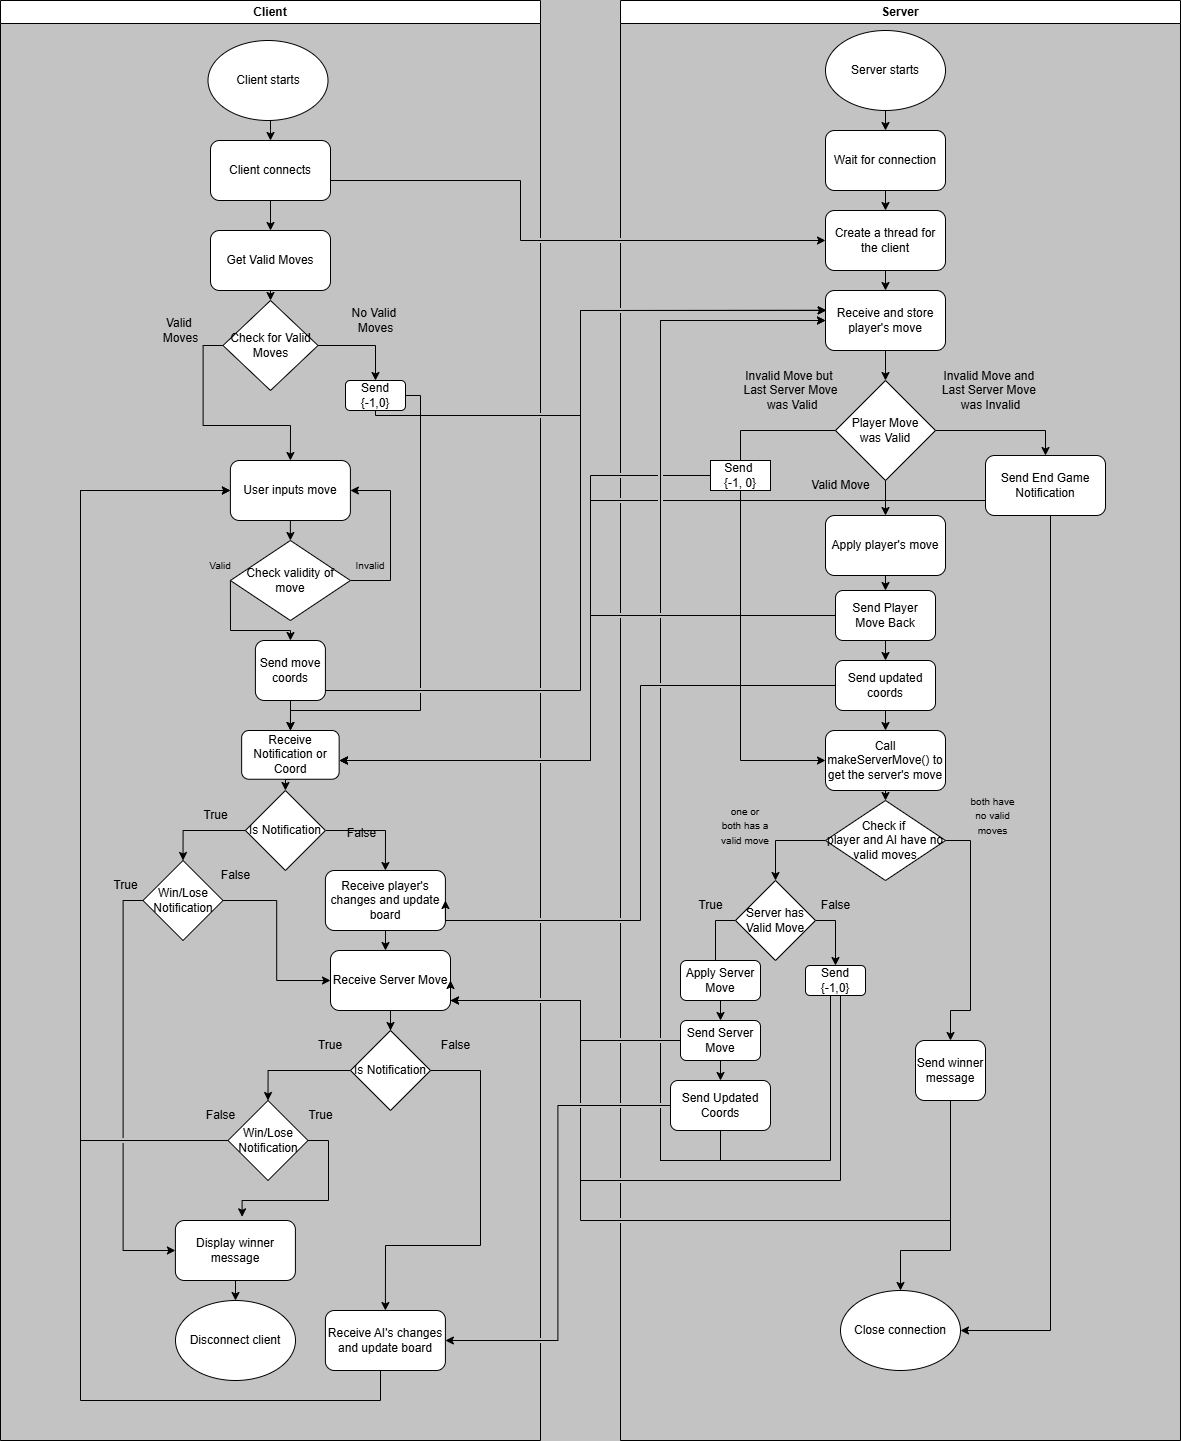 Client
Client starts
Client connects
Get Valid Moves
Valid
Moves
No Valid
Moves
Check for Valid
Moves
Send
{-1,0}
User inputs move
Valid
Invalid
Check validity of
move
Send move
coords
Receive
Notification or
Coord
True
False
Is Notification
True
False
Win/Lose
Notification
Receive player's
changes and update
board
Receive Server Move
True
False
Is Notification
False
True
Win/Lose
Notification
Display winner
message
Disconnect client
Receive AI's changes
and update board
Server
Server starts
Wait for connection
Create a thread for
the client
Receive and store
player's move
Invalid Move but
Last Server Move
was Valid
Invalid Move and
Last Server Move
was Invalid
Player Move
was Valid
Send
{-1, 0}
Valid Move
Send End Game
Notification
Apply player's move
Send Player
Move Back
Send updated
coords
Call
makeServerMove() to
get the server's move
one or
both has a
valid move
both have
no valid
moves
Check if
player and AI have no
valid moves
True
False
Server has
Valid Move
Apply Server
Move
Send
{-1,0}
Send Server
Move
Send Updated
Coords
Send winner
message
Close connection